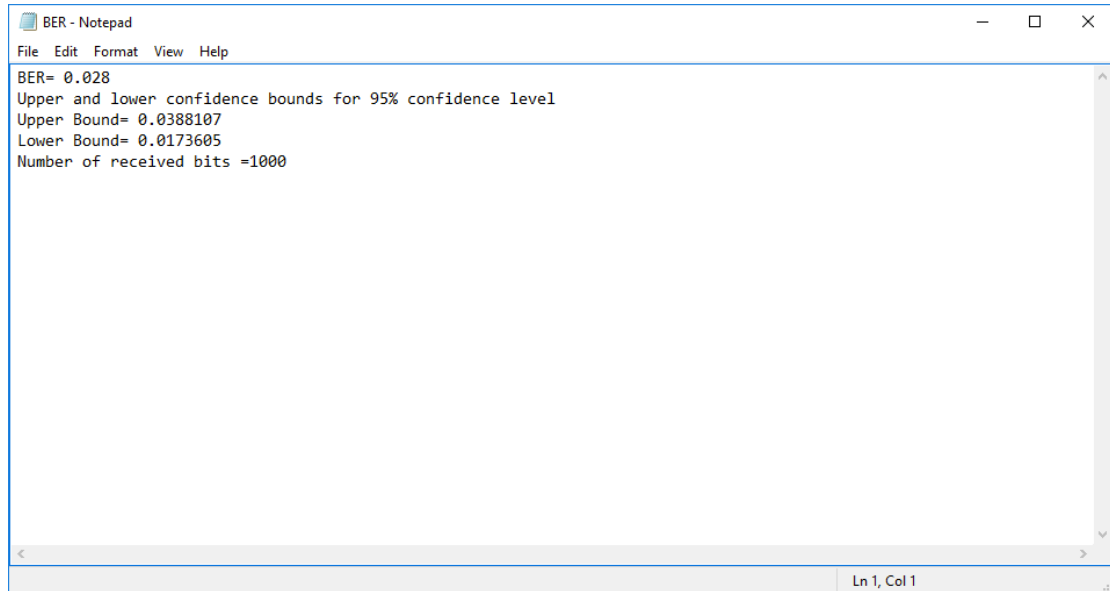 BER - Notepad
File Edit Format View Help
BER= 0.028
Upper and lower confidence bounds for 95% confidence level
Upper Bound= 0.0388107
Lower Bound= 0.0173605
Number of received bits =1000
Ln 1, Col 1